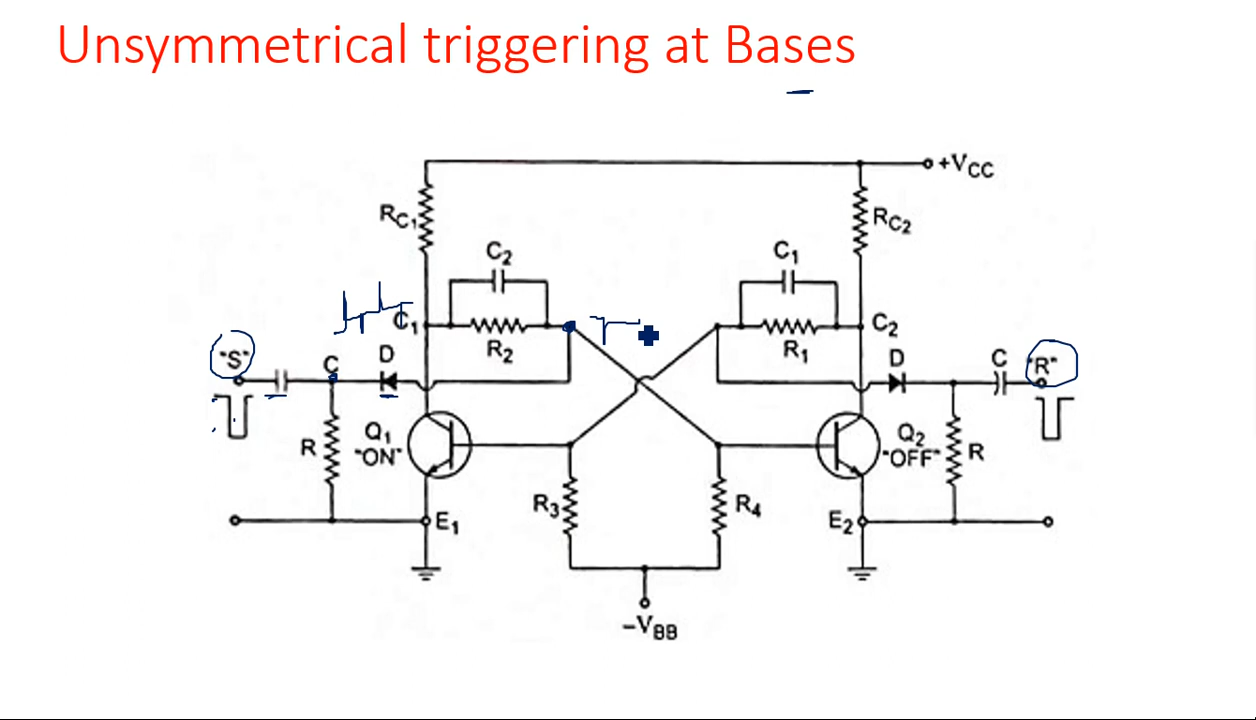 Unsymmetrical triggering at Bases
+VCC
RC1
RC2
C2
C1
C1
R2
R1
C2
"S"
C
D
D
C
"R"
R
Q1
"ON"
Q2
"OFF"
R
R3
R4
E1
E2
-VBB